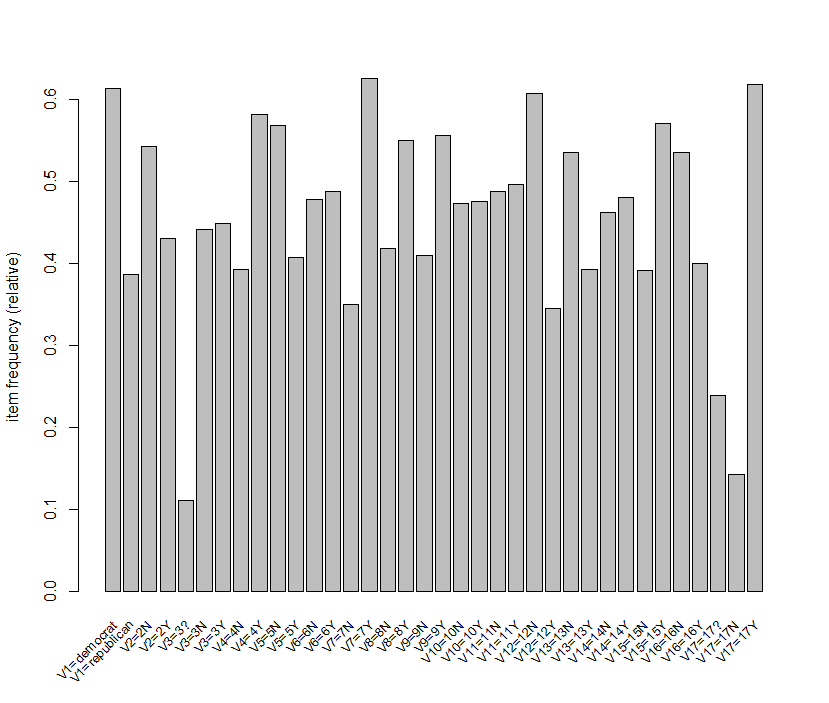 item frequency (relative)
0.6
0.5
0.4
0.3
0.2
0.1
0.0
V1=democrat
V1=republican
V2=2N
V2=2Y
V3=3?
V3=3N
V3=3Y
V4=4N
V4=4Y
V5=5N
V5=5Y
V6=6N
V6=6Y
V7=7N
V7=7Y
V8=8N
V8=8Y
V9=9N
V9=9Y
V10=10N
V10=10Y
V11=11N
V11=11Y
V12=12N
V12=12Y
V13=13N
V13=13Y
V14=14N
V14=14Y
V15=15N
V15=15Y
V16=16N
V16=16Y
V17=17?
V17=17N
V17=17Y